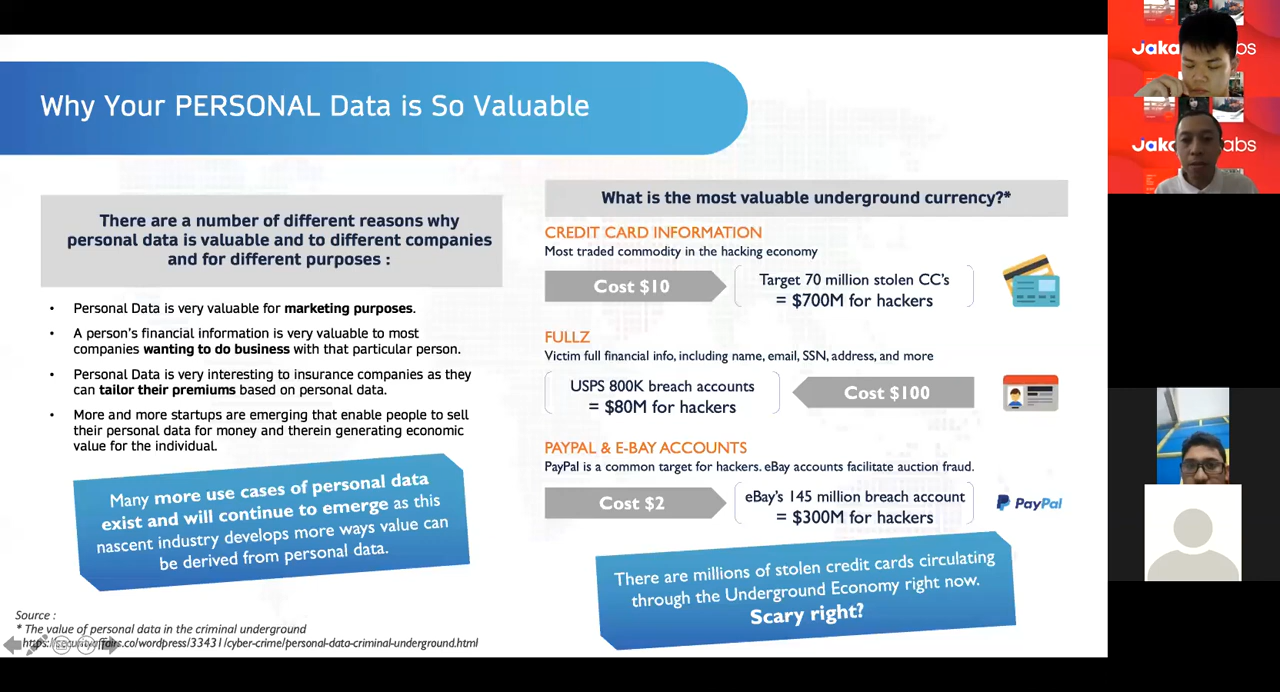 Why Your PERSONAL Data is So Valuable
There are a number of different reasons why
personal data is valuable and to different companies
and for different purposes :
• Personal Data is very valuable for marketing purposes.
• A person's financial information is very valuable to most
companies wanting to do business with that particular person.
• Personal Data is very interesting to insurance companies as they
can tailor their premiums based on personal data.
• More and more startups are emerging that enable people to sell
their personal data for money and therein generating economic
value for the individual.
Many more use cases of personal data
exist and will continue to emerge as this
nascent industry develops more ways value can
be derived from personal data.
Source :
* The value of personal data in the criminal underground
https://securityaffairs.co/wordpress/33431/cyber-crime/personal-data-criminal-underground.html
What is the most valuable underground currency?*
CREDIT CARD INFORMATION
Most traded commodity in the hacking economy
Cost $10
Target 70 million stolen CC's
= $700M for hackers
FULLZ
Victim full financial info, including name, email, SSN, address, and more
USPS 800K breach accounts
= $80M for hackers
Cost $100
PAYPAL & E-BAY ACCOUNTS
PayPal is a common target for hackers. eBay accounts facilitate auction fraud.
Cost $2
eBay's 145 million breach account
= $300M for hackers
PayPal
There are millions of stolen credit cards circulating
through the Underground Economy right now.
Scary right?